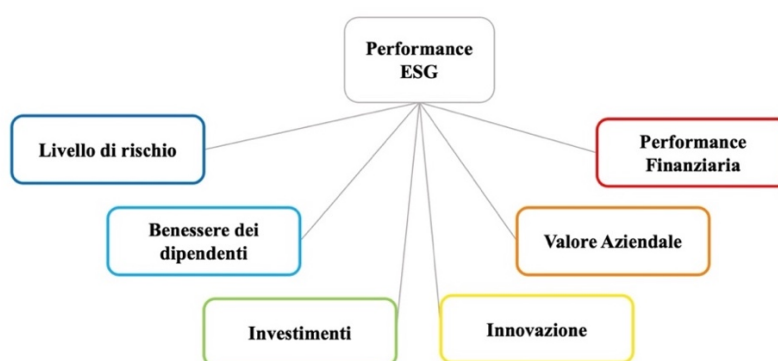 Performance
ESG
Livello di rischio
Performance
Finanziaria
Benessere dei
dipendenti
Valore Aziendale
Investimenti
Innovazione